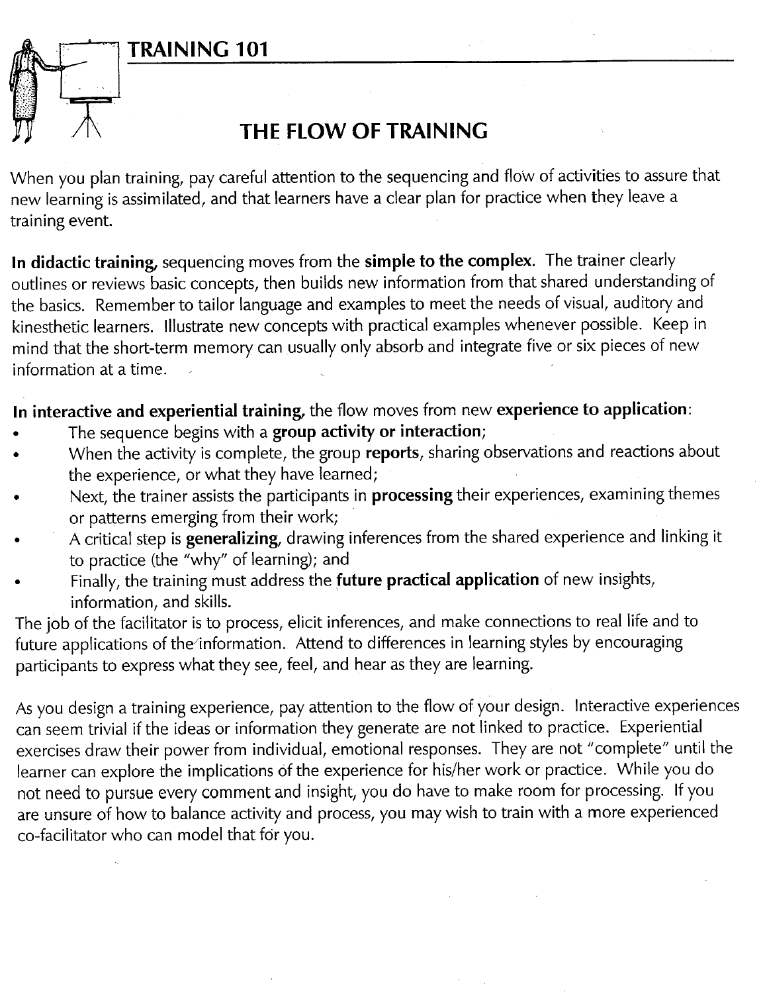 TRAINING 101
THE FLOW OF TRAINING
When you plan training, pay careful attention to the sequencing and flow of activities to assure that
new learning is assimilated, and that learners have a clear plan for practice when they leave a
training event.
In didactic training, sequencing moves from the simple to the complex. The trainer clearly
outlines or reviews basic concepts, then builds new information from that shared understanding of
the basics. Remember to tailor language and examples to meet the needs of visual, auditory and
kinesthetic learners. Illustrate new concepts with practical examples whenever possible. Keep in
mind that the short-term memory can usually only absorb and integrate five or six pieces of new
information at a time.
In interactive and experiential training, the flow moves from new experience to application:
• The sequence begins with a group activity or interaction;
• When the activity is complete, the group reports, sharing observations and reactions about
the experience, or what they have learned;
• Next, the trainer assists the participants in processing their experiences, examining themes
or patterns emerging from their work;
• A critical step is generalizing, drawing inferences from the shared experience and linking it
to practice (the "why" of learning); and
• Finally, the training must address the future practical application of new insights,
information, and skills.
The job of the facilitator is to process, elicit inferences, and make connections to real life and to
future applications of the information. Attend to differences in learning styles by encouraging
participants to express what they see, feel, and hear as they are learning.
As you design a training experience, pay attention to the flow of your design. Interactive experiences
can seem trivial if the ideas or information they generate are not linked to practice. Experiential
exercises draw their power from individual, emotional responses. They are not "complete" until the
learner can explore the implications of the experience for his/her work or practice. While you do
not need to pursue every comment and insight, you do have to make room for processing. If you
are unsure of how to balance activity and process, you may wish to train with a more experienced
co-facilitator who can model that for you.